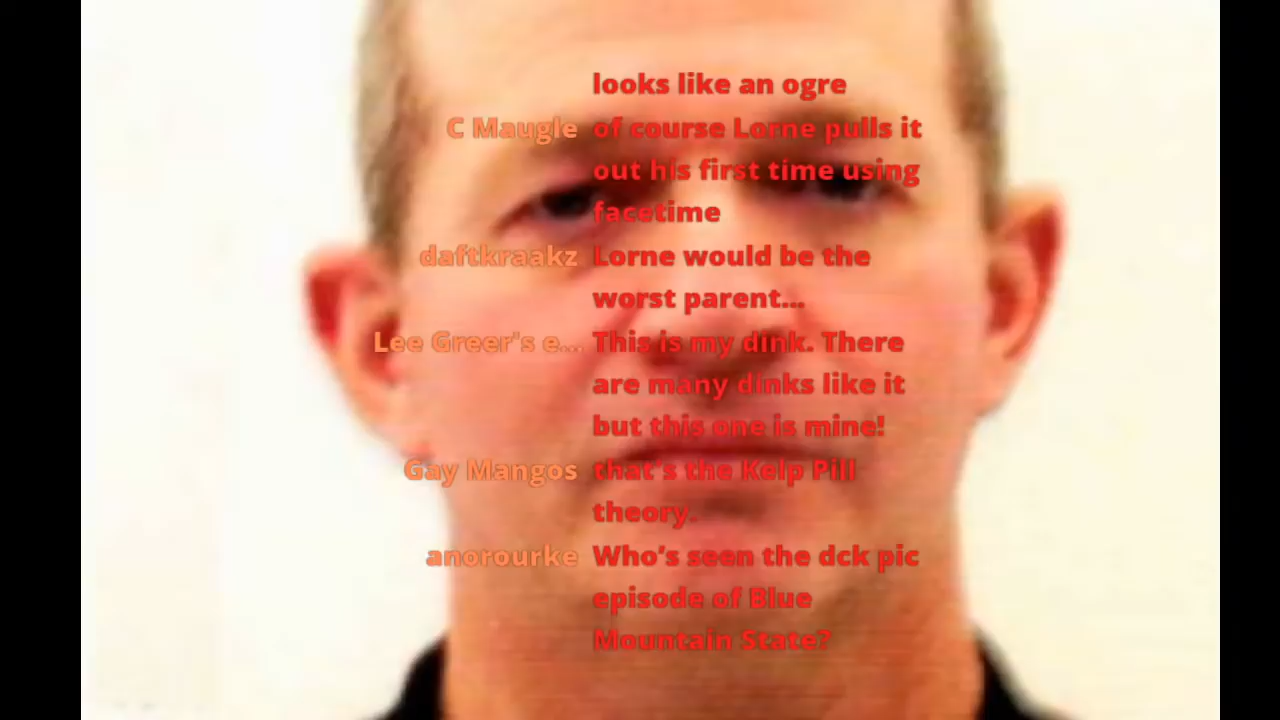 looks like an ogre
C Maugle of course Lorne pulls it
out his first time using
facetime
daftkraakz Lorne would be the
worst parent...
Lee Greer's e... This is my dink. There
are many dinks like it
but this one is mine!
Gay Mangos that's the Kelp Pill
theory.
anorourke Who's seen the dck pic
episode of Blue
Mountain State?